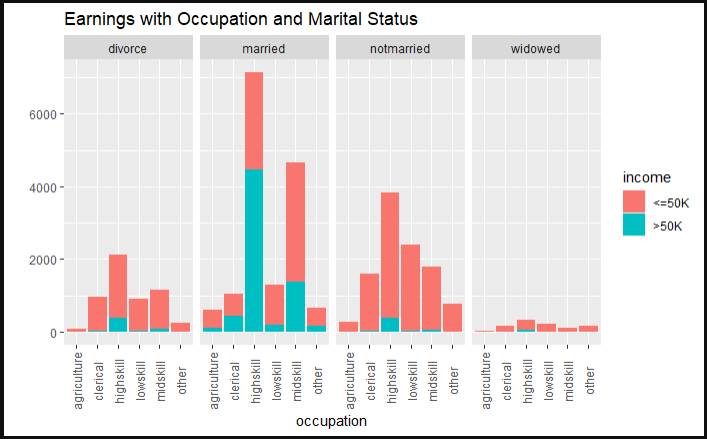 Earnings with Occupation and Marital Status
divorce married notmarried widowed
6000
4000
2000
0
agriculture clerical highskill lowskill midskill other agriculture clerical highskill lowskill midskill other agriculture clerical highskill lowskill midskill other agriculture clerical highskill lowskill midskill other
occupation
income
<=50K
>50K